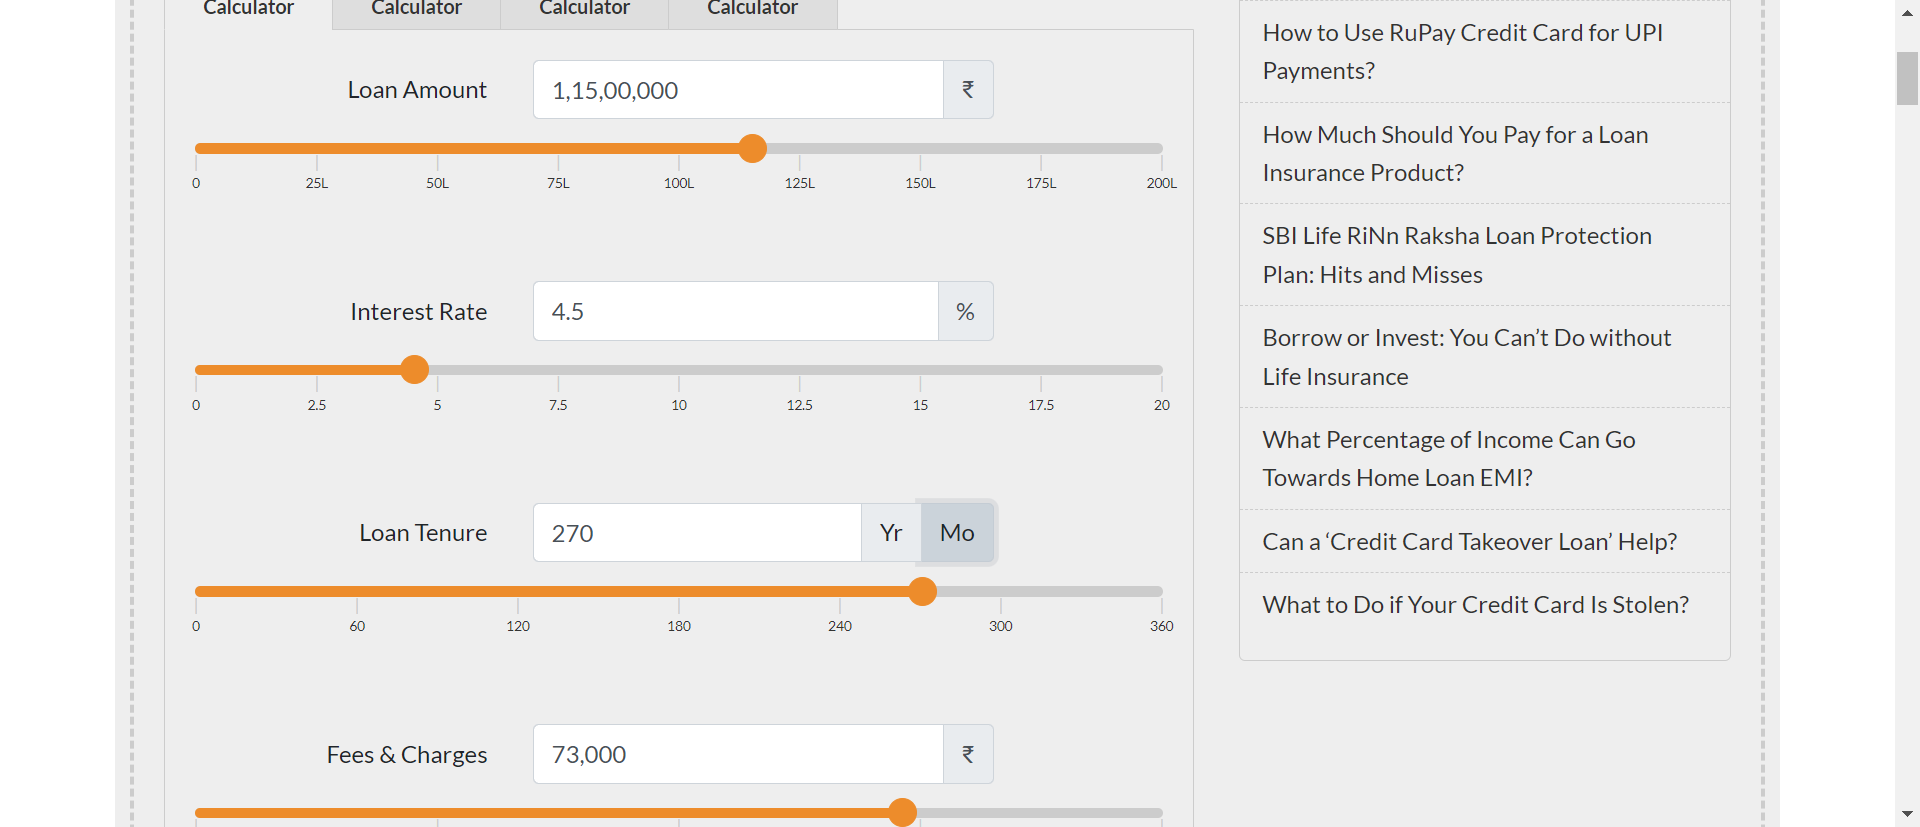 Calculator Calculator Calculator Calculator
Loan Amount 1,15,00,000 ₹
0 25L 50L 75L 100L 125L 150L 175L 200L
Interest Rate 4.5 %
0 2.5 5 7.5 10 12.5 15 17.5 20
Loan Tenure 270 Yr Mo
0 60 120 180 240 300 360
Fees & Charges 73,000 ₹
How to Use RuPay Credit Card for UPI
Payments?
How Much Should You Pay for a Loan
Insurance Product?
SBI Life RiNn Raksha Loan Protection
Plan: Hits and Misses
Borrow or Invest: You Can’t Do without
Life Insurance
What Percentage of Income Can Go
Towards Home Loan EMI?
Can a ‘Credit Card Takeover Loan’ Help?
What to Do if Your Credit Card Is Stolen?